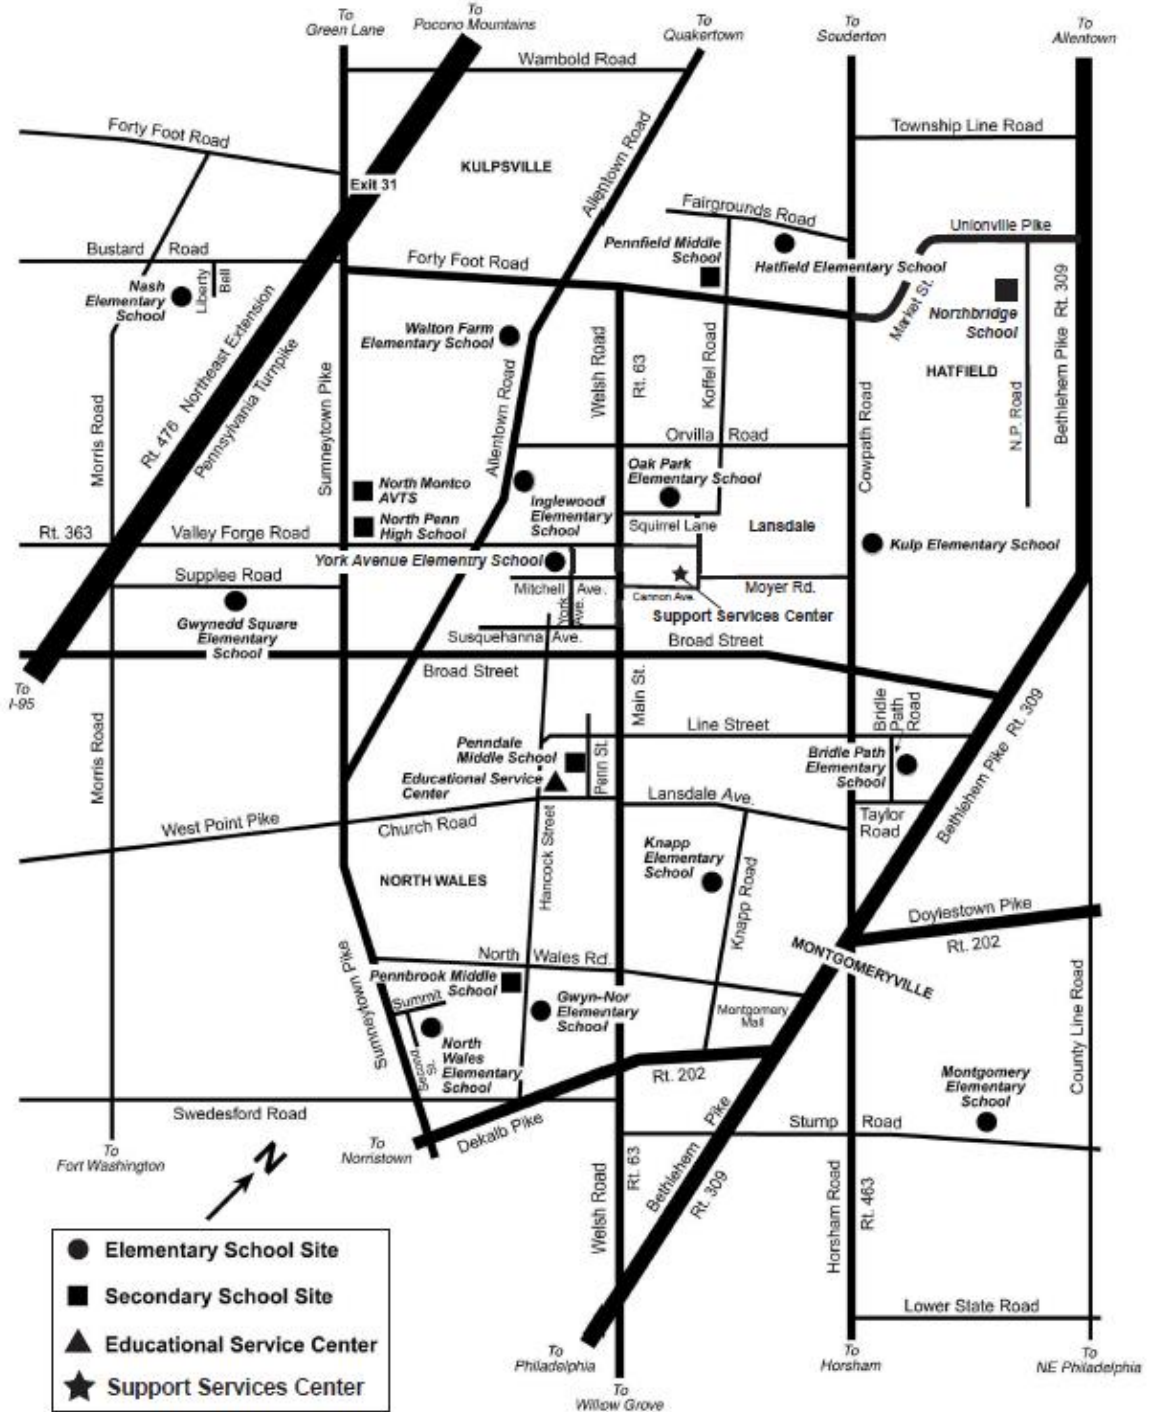 To
Green Lane
To
Pocono Mountains
To
Quakertown
To
Souderton
To
Allentown
Wambold Road
Forty Foot Road
Township Line Road
KULPSVILLE
Allentown Road
Exit 31
Fairgrounds Road
Unionville Pike
Bustard Road
Forty Foot Road
Pennfield Middle
School
Hatfield Elementary School
Liberty
Bell
Nash
Elementary
School
Market St.
Northbridge
School
Bethlehem Pike Rt. 309
Walton Farm
Elementary School
Rt. 476 Northeast Extension
Pennsylvania Turnpike
Welsh Road
Rt. 63
Koffel Road
HATFIELD
Morris Road
Sumneytown Pike
Allentown Road
Cowpath Road
N.P. Road
Orvilla Road
Oak Park
Elementary School
North Montco
AVTS
Inglewood
Elementary
School
North Penn
High School
Squirrel Lane
Lansdale
Rt. 363
Valley Forge Road
York Avenue Elementry School
Kulp Elementary School
Supplee Road
Mitchell Ave.
York
Ave.
Cannon Ave.
Moyer Rd.
Gwynedd Square
Elementary
School
Support Services Center
Susquehanna Ave.
Broad Street
Broad Street
To
I-95
Main St.
Bridle
Path
Road
Line Street
Morris Road
Penndale
Middle School
Penn St.
Bridle Path
Elementary
School
Bethlehem Pike Rt. 309
Educational Service
Center
Lansdale Ave.
West Point Pike
Church Road
Taylor
Road
Hancock Street
Knapp
Elementary
School
NORTH WALES
Knapp Road
Doylestown Pike
Rt. 202
MONTGOMERYVILLE
Sumneytown Pike
North Wales Rd.
Pennbrook Middle
School
Summit
Gwyn-Nor
Elementary
School
Montgomery
Mall
County Line Road
Second
St.
North
Wales
Elementary
School
Rt. 202
Montgomery
Elementary
School
Swedesford Road
Dekalb Pike
Stump Road
To
Fort Washington
To
Norristown
N
Welsh Road
Rt. 63
Bethlehem Pike
Rt. 309
Horsham Road
Rt. 463
Elementary School Site
Secondary School Site
Educational Service Center
Support Services Center
Lower State Road
To
Philadelphia
To
Willow Grove
To
Horsham
To
NE Philadelphia